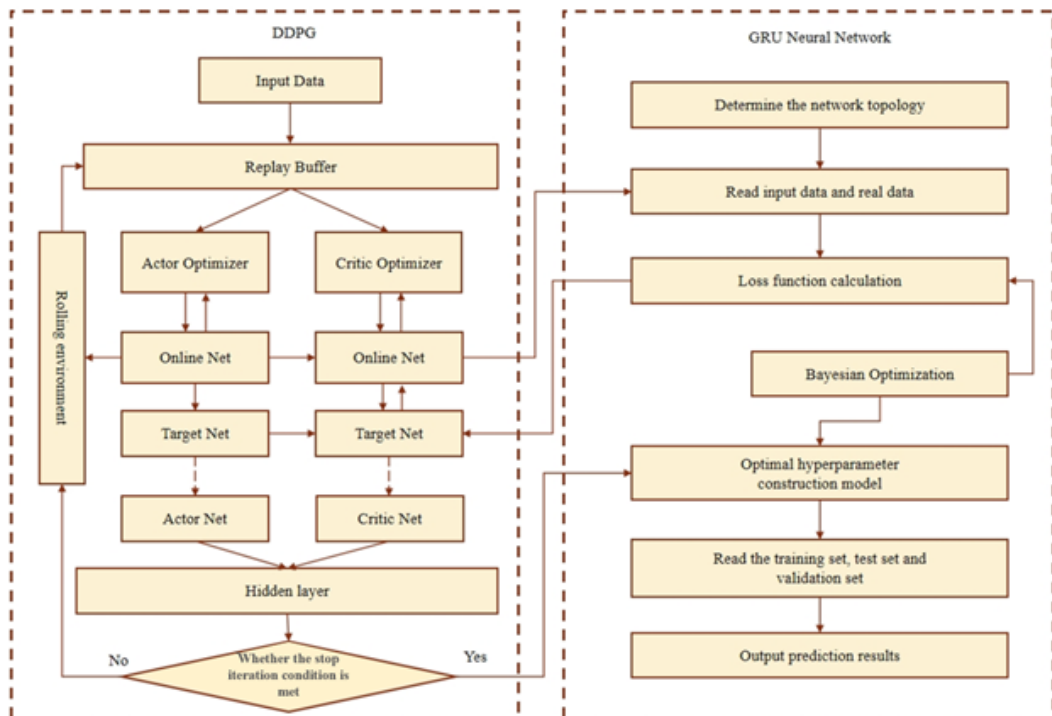 DDPG
Input Data
Replay Buffer
Rolling environment
Actor Optimizer
Critic Optimizer
Online Net
Online Net
Target Net
Target Net
Actor Net
Critic Net
Hidden layer
No
Whether the stop
iteration condition is
met
Yes
GRU Neural Network
Determine the network topology
Read input data and real data
Loss function calculation
Bayesian Optimization
Optimal hyperparameter
construction model
Read the training set, test set and
validation set
Output prediction results